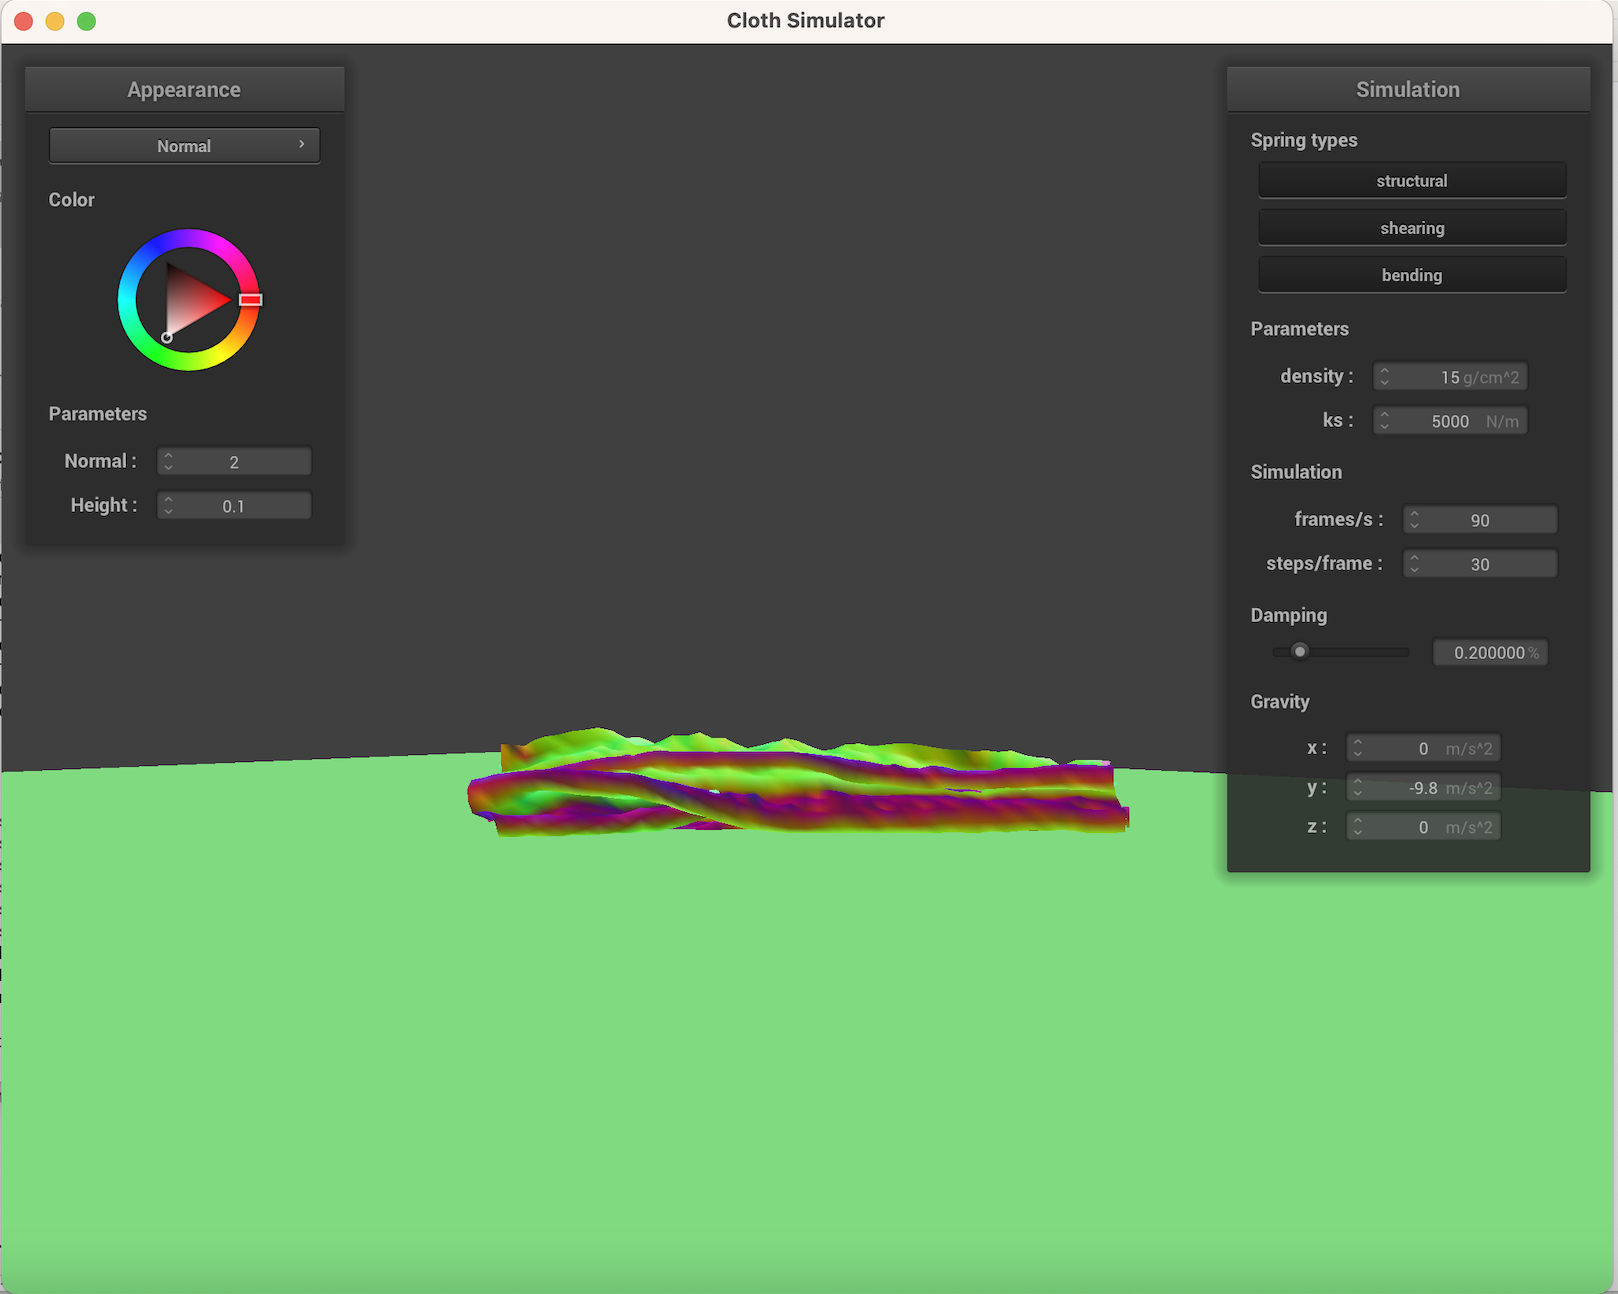 Cloth Simulator
Appearance
Normal
Color
Parameters
Normal : 2
Height : 0.1
Simulation
Spring types
structural
shearing
bending
Parameters
density : 15 g/cm^2
ks : 5000 N/m
Simulation
frames/s : 90
steps/frame : 30
Damping
0.200000 %
Gravity
x : 0 m/s^2
y : -9.8 m/s^2
z : 0 m/s^2